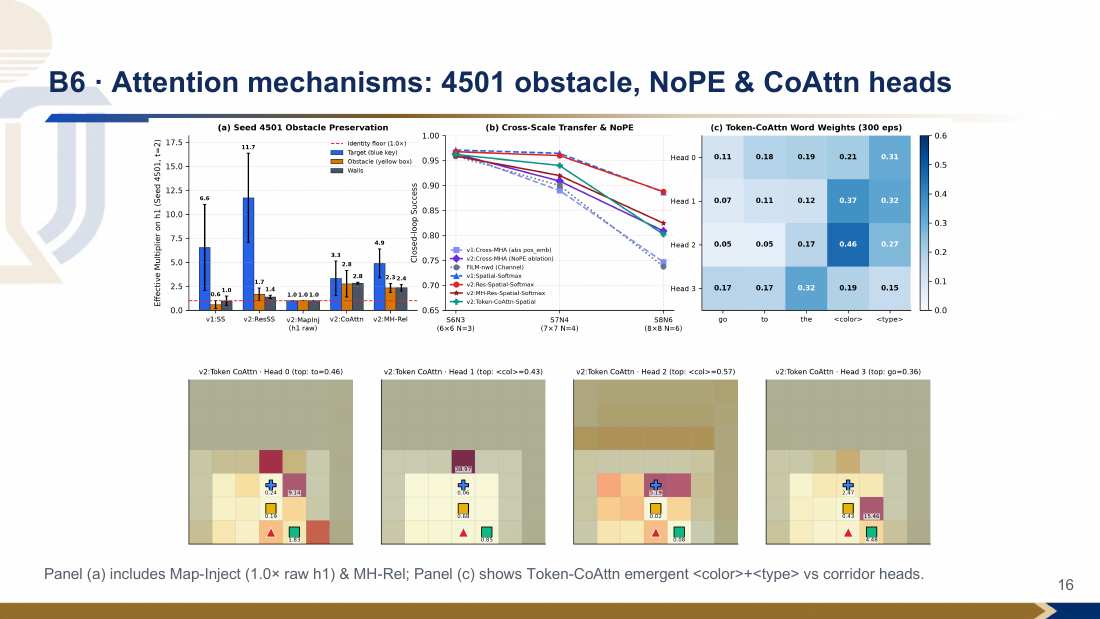 B6 · Attention mechanisms: 4501 obstacle, NoPE & CoAttn heads
(a) Seed 4501 Obstacle Preservation
Effective Multiplier on h1 (Seed 4501, t=2)
17.5
15.0
12.5
10.0
7.5
5.0
2.5
0.0
Identity floor (1.0×)
Target (blue key)
Obstacle (yellow box)
Walls
6.6 0.6 1.0
11.7 1.7 1.4
1.0 1.0 1.0
3.3 2.8 2.8
4.9 2.3 2.4
v1:SS v2:ResSS v2:MapInj v2:CoAttn v2:MH-Rel
(h1 raw)
(b) Cross-Scale Transfer & NoPE
Closed-loop Success
1.00
0.95
0.90
0.85
0.80
0.75
0.70
0.65
v1:Cross-MHA (abs pos_emb)
v2:Cross-MHA (NoPE ablation)
FiLM-nwd (Channel)
v1:Spatial-Softmax
v2:Res-Spatial-Softmax
v2:MH-Res-Spatial-Softmax
v2:Token-CoAttn-Spatial
S6N3 S7N4 S8N6
(6×6 N=3) (7×7 N=4) (8×8 N=6)
(c) Token-CoAttn Word Weights (300 eps)
Head 0 0.11 0.18 0.19 0.21 0.31
Head 1 0.07 0.11 0.12 0.37 0.32
Head 2 0.05 0.05 0.17 0.46 0.27
Head 3 0.17 0.17 0.32 0.19 0.15
go to the <color> <type>
0.6
0.5
0.4
0.3
0.2
0.1
0.0
v2:Token CoAttn · Head 0 (top: to=0.46)
0.24
9.14
0.19
1.83
v2:Token CoAttn · Head 1 (top: <col>=0.43)
0.06
0.68
0.85
v2:Token CoAttn · Head 2 (top: <col>=0.57)
0.02
0.08
v2:Token CoAttn · Head 3 (top: go=0.36)
2.47
0.43
15.46
4.48
Panel (a) includes Map-Inject (1.0× raw h1) & MH-Rel; Panel (c) shows Token-CoAttn emergent <color>+<type> vs corridor heads.
16